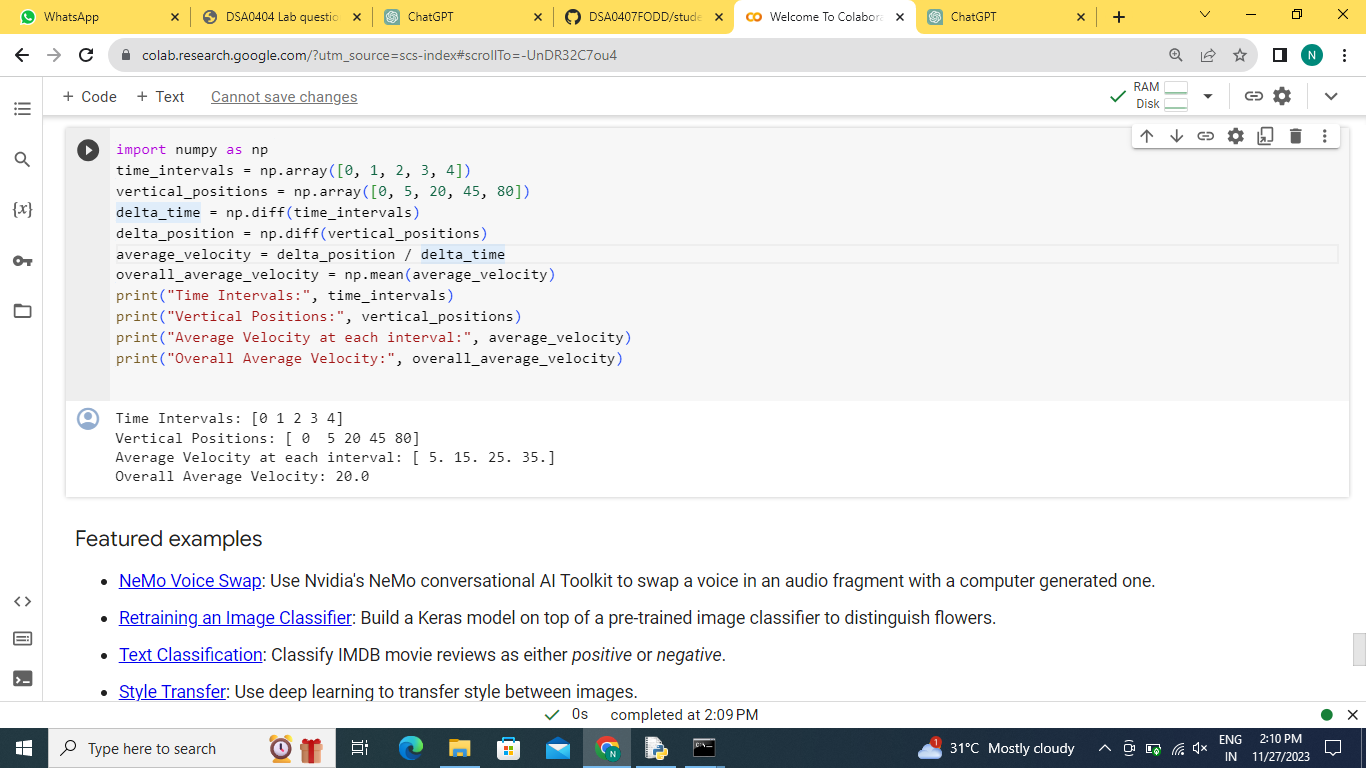 WhatsApp
DSA0404 Lab questio
ChatGPT
DSA0407FODD/stude
Welcome To Colabora
ChatGPT
colab.research.google.com/?utm_source=scs-index#scrollTo=-UnDR32C7ou4
N
+ Code + Text Cannot save changes
RAM
Disk
{x}
import numpy as np
time_intervals = np.array([0, 1, 2, 3, 4])
vertical_positions = np.array([0, 5, 20, 45, 80])
delta_time = np.diff(time_intervals)
delta_position = np.diff(vertical_positions)
average_velocity = delta_position / delta_time
overall_average_velocity = np.mean(average_velocity)
print("Time Intervals:", time_intervals)
print("Vertical Positions:", vertical_positions)
print("Average Velocity at each interval:", average_velocity)
print("Overall Average Velocity:", overall_average_velocity)
Time Intervals: [0 1 2 3 4]
Vertical Positions: [ 0  5 20 45 80]
Average Velocity at each interval: [ 5. 15. 25. 35.]
Overall Average Velocity: 20.0
Featured examples
• NeMo Voice Swap: Use Nvidia's NeMo conversational AI Toolkit to swap a voice in an audio fragment with a computer generated one.
• Retraining an Image Classifier: Build a Keras model on top of a pre-trained image classifier to distinguish flowers.
• Text Classification: Classify IMDB movie reviews as either positive or negative.
• Style Transfer: Use deep learning to transfer style between images.
0s completed at 2:09 PM
Type here to search
1
31°C Mostly cloudy
ENG
IN
2:10 PM
11/27/2023